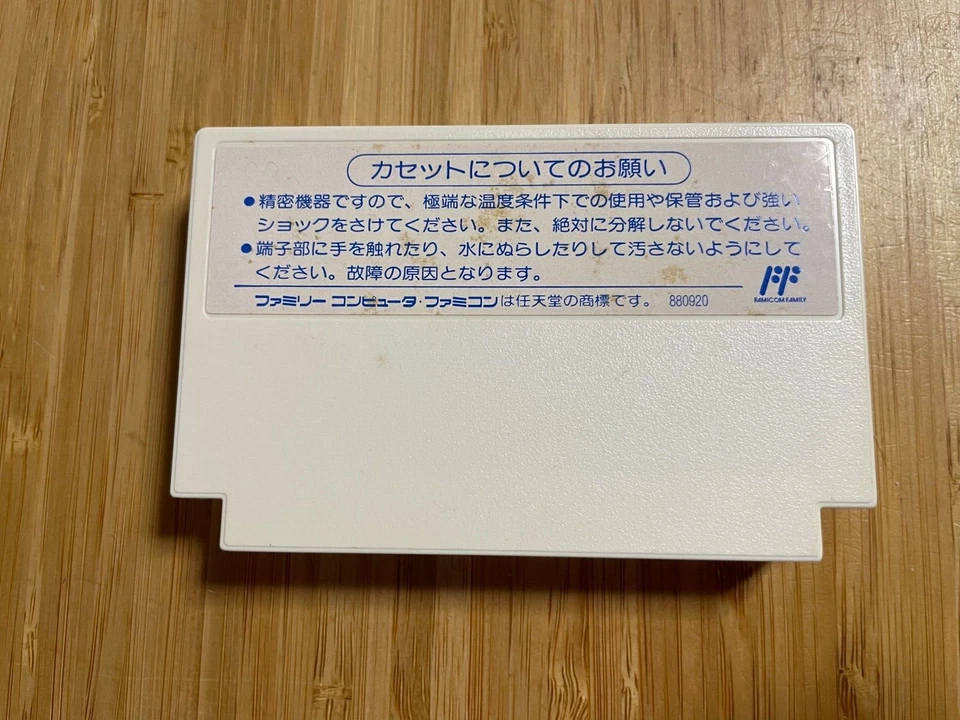 カセットについてのお願い
●精密機器ですので、極端な温度条件下での使用や保管および強い
ショックをさけてください。また、絶対に分解しないでください。
●端子部に手を触れたり、水にぬらしたりして汚さないようにして
ください。故障の原因となります。
FF
FAMICOM FAMILY
ファミリー コンピュータ・ファミコンは任天堂の商標です。 880920